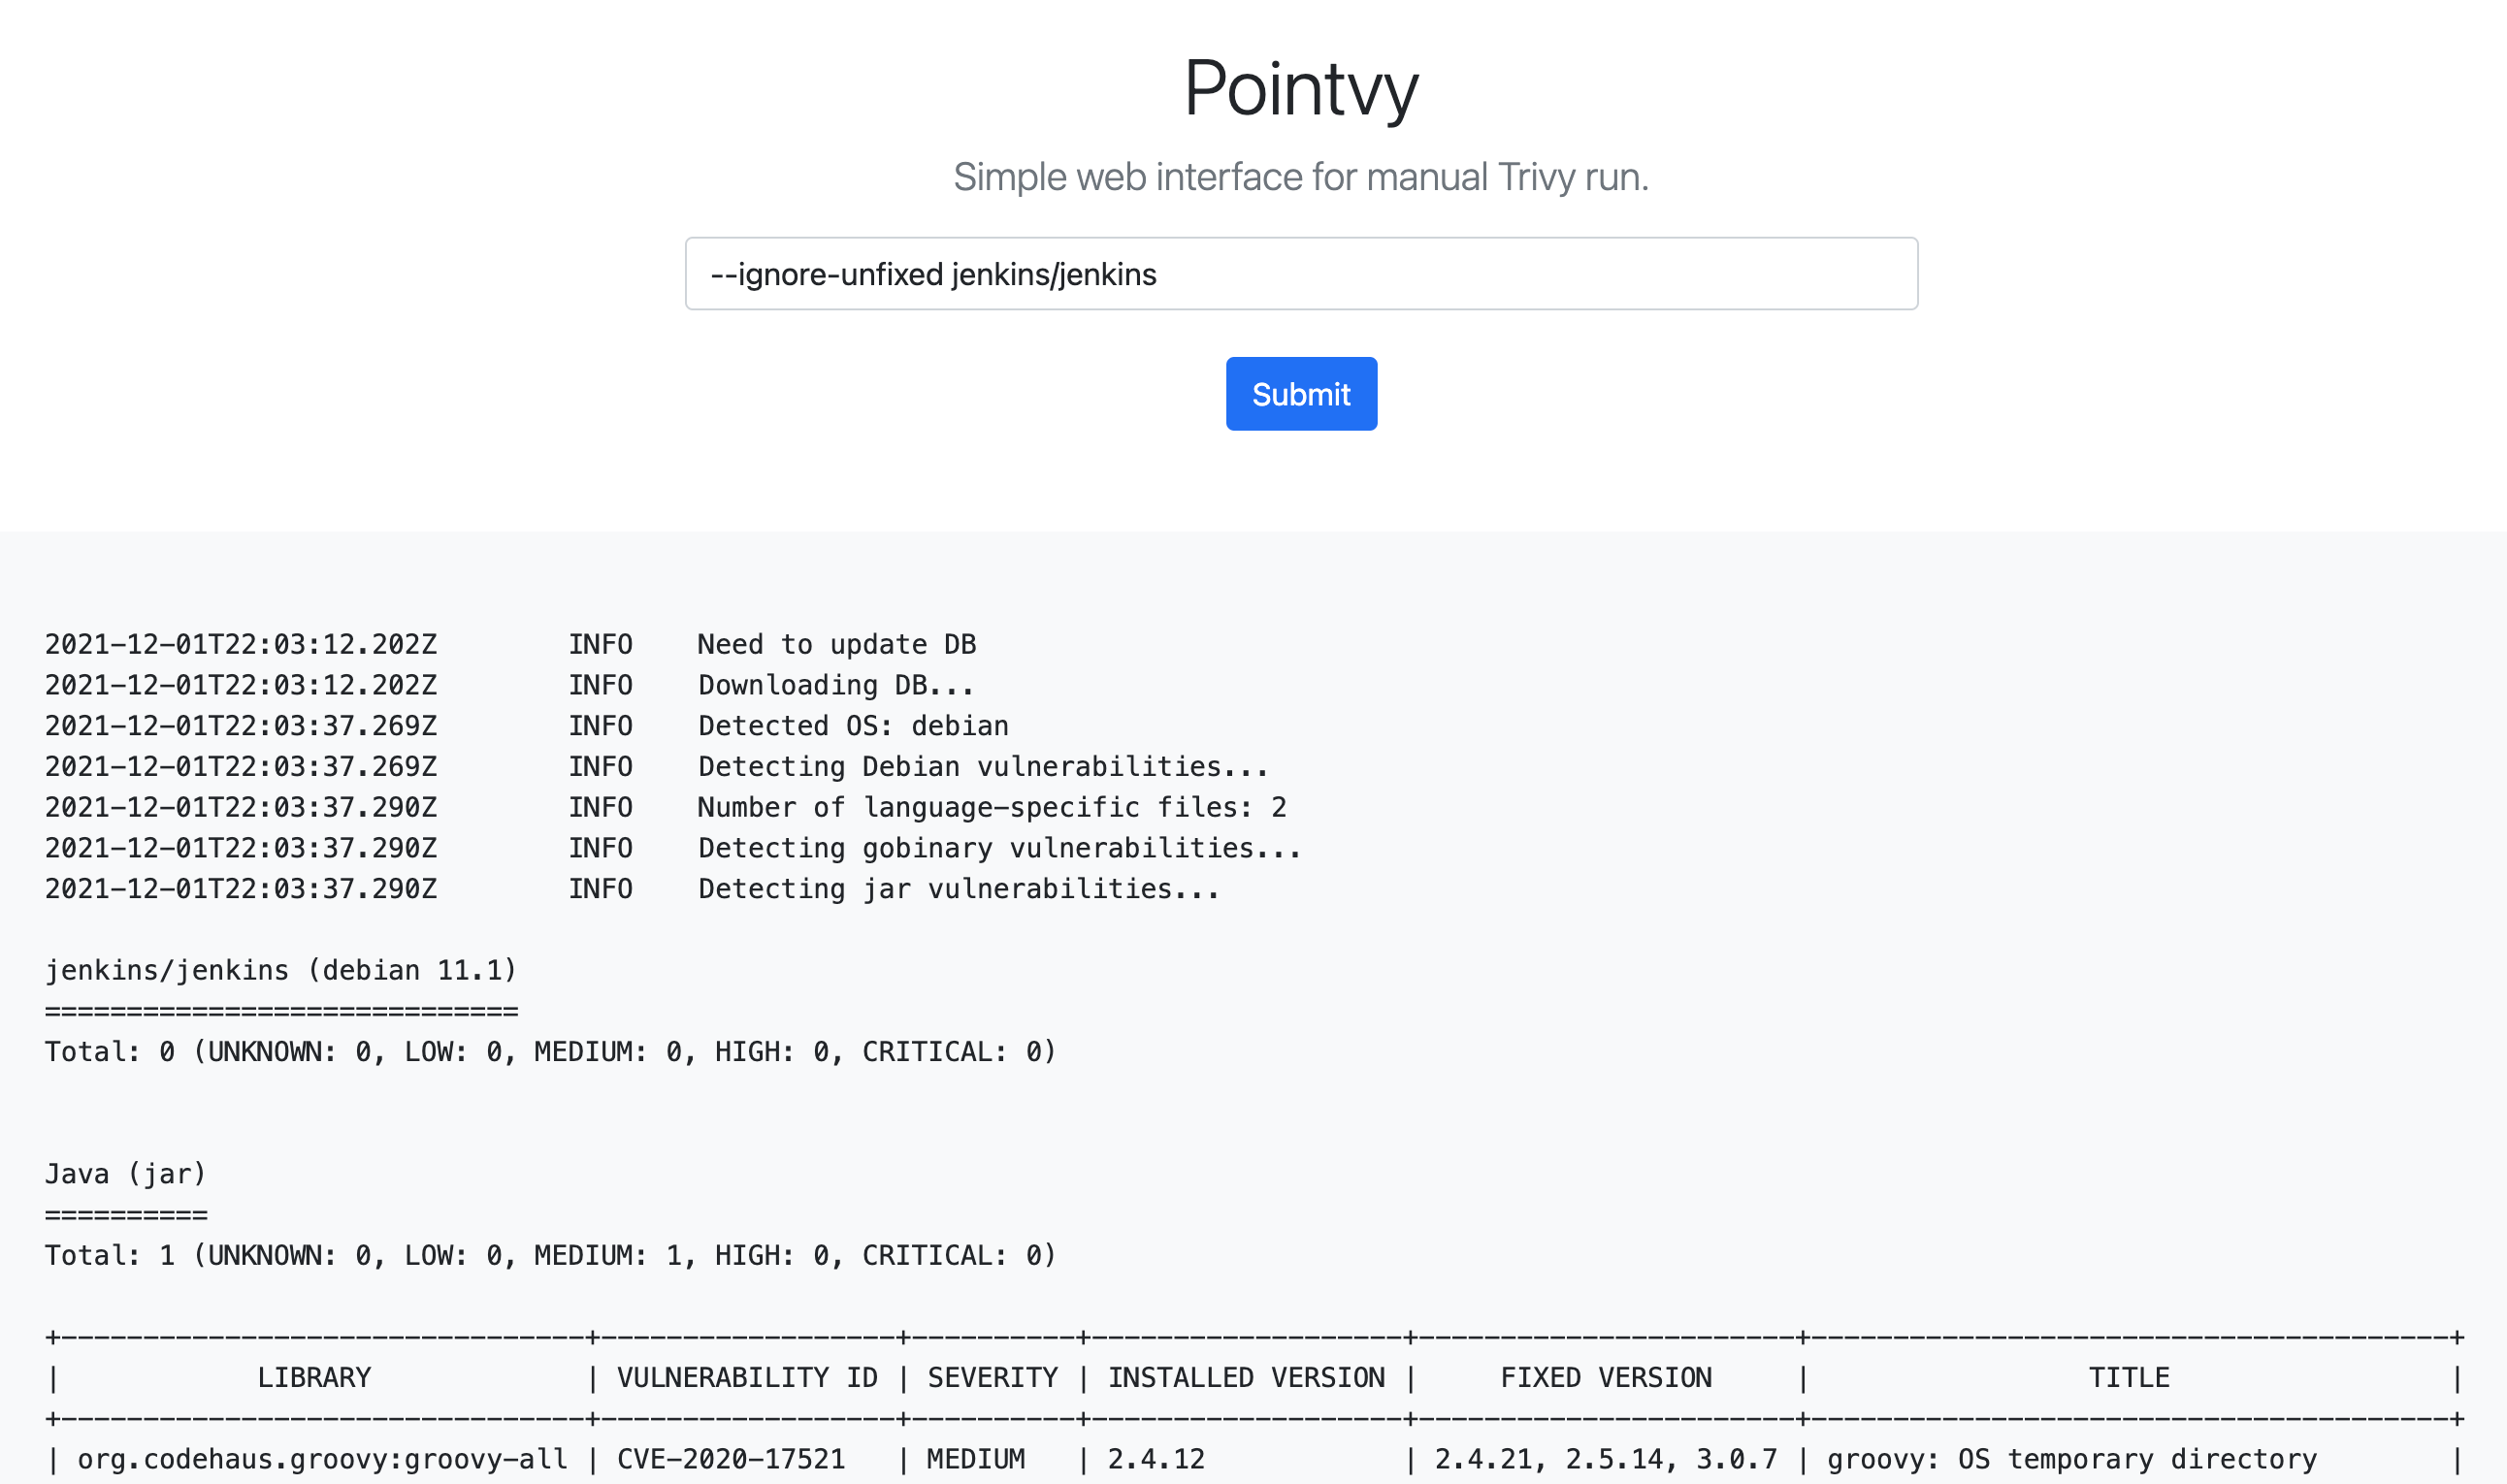 Pointvy
Simple web interface for manual Trivy run.
--ignore-unfixed jenkins/jenkins
Submit
2021-12-01T22:03:12.202Z        INFO    Need to update DB
2021-12-01T22:03:12.202Z        INFO    Downloading DB...
2021-12-01T22:03:37.269Z        INFO    Detected OS: debian
2021-12-01T22:03:37.269Z        INFO    Detecting Debian vulnerabilities...
2021-12-01T22:03:37.290Z        INFO    Number of language-specific files: 2
2021-12-01T22:03:37.290Z        INFO    Detecting gobinary vulnerabilities...
2021-12-01T22:03:37.290Z        INFO    Detecting jar vulnerabilities...
jenkins/jenkins (debian 11.1)
=============================
Total: 0 (UNKNOWN: 0, LOW: 0, MEDIUM: 0, HIGH: 0, CRITICAL: 0)
Java (jar)
==========
Total: 1 (UNKNOWN: 0, LOW: 0, MEDIUM: 1, HIGH: 0, CRITICAL: 0)
+--------------------------------+------------------+----------+-------------------+-----------------------+---------------------------------------+
|            LIBRARY             | VULNERABILITY ID | SEVERITY | INSTALLED VERSION |     FIXED VERSION     |                 TITLE                 |
+--------------------------------+------------------+----------+-------------------+-----------------------+---------------------------------------+
| org.codehaus.groovy:groovy-all | CVE-2020-17521   | MEDIUM   | 2.4.12            | 2.4.21, 2.5.14, 3.0.7 | groovy: OS temporary directory        |